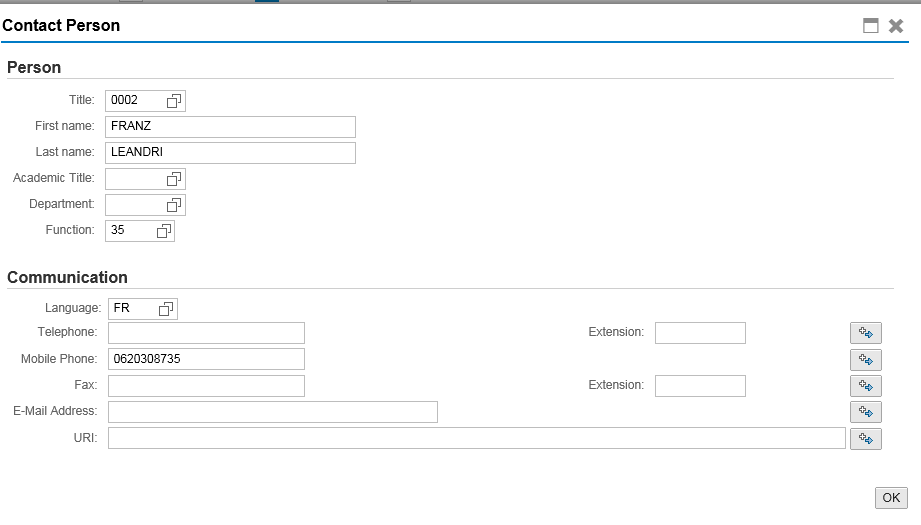 Contact Person
Person
Title: 0002
First name: FRANZ
Last name: LEANDRI
Academic Title:
Department:
Function: 35
Communication
Language: FR
Telephone: Extension:
Mobile Phone: 0620308735
Fax: Extension:
E-Mail Address:
URI:
OK